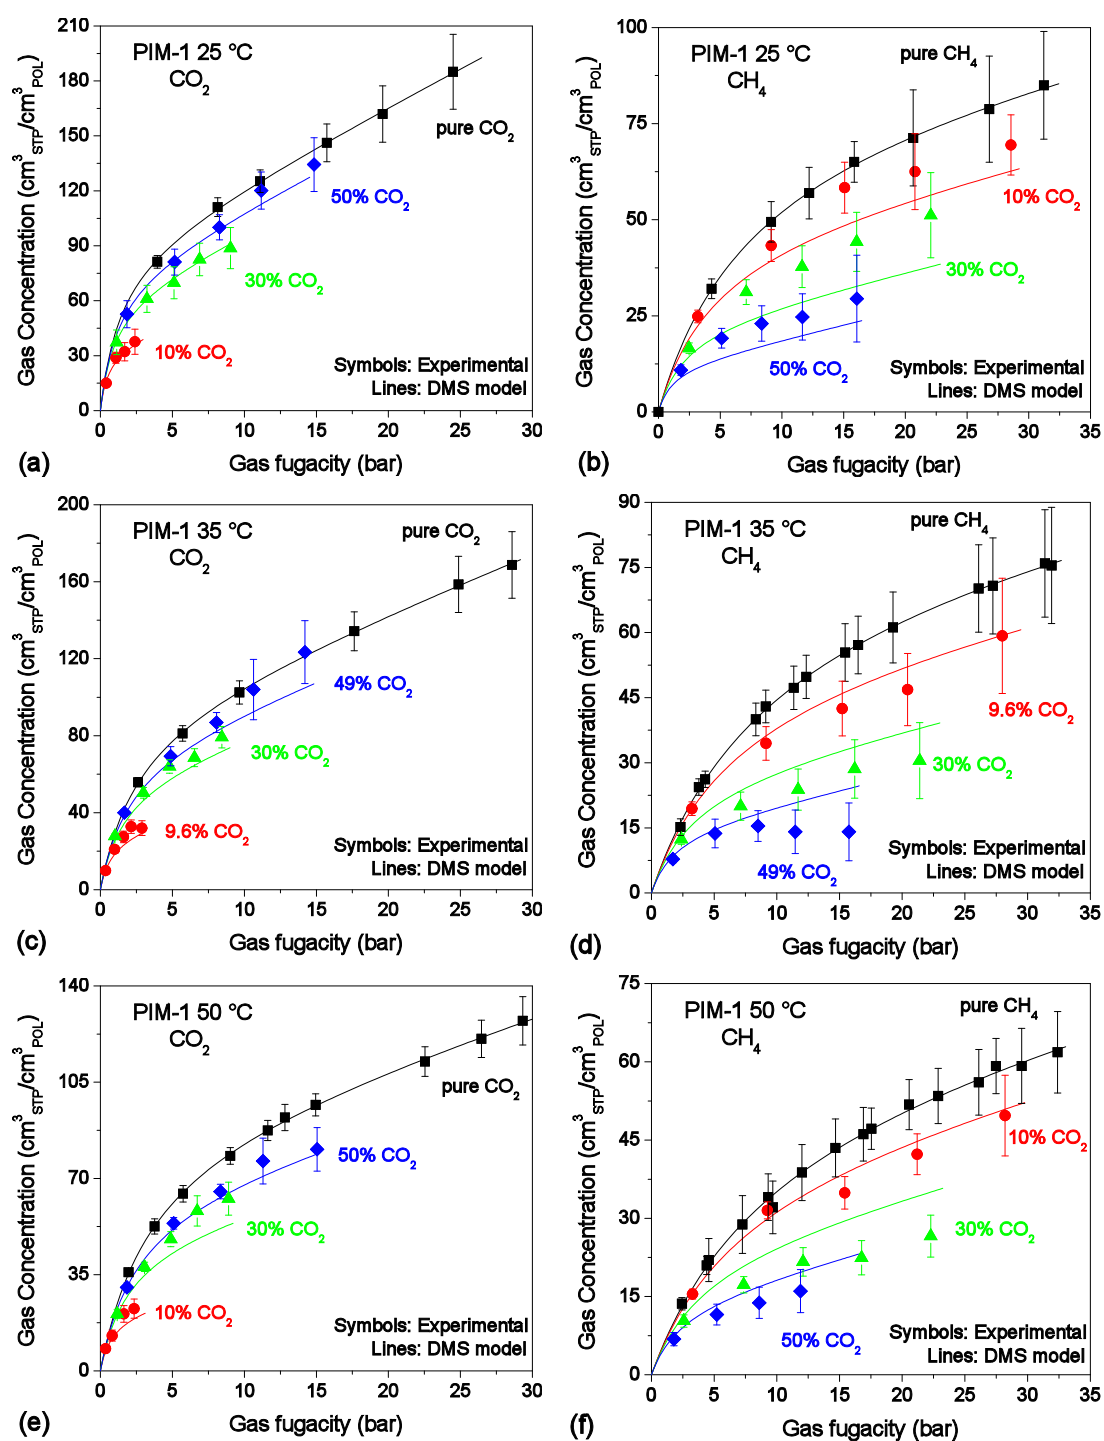 PIM-1 25 °C
CO₂
pure CO₂
50% CO₂
30% CO₂
10% CO₂
Symbols: Experimental
Lines: DMS model
Gas Concentration (cm³STP/cm³POL)
0 30 60 90 120 150 180 210
0 5 10 15 20 25 30
Gas fugacity (bar)
(a)
PIM-1 25 °C
CH₄
pure CH₄
10% CO₂
30% CO₂
50% CO₂
Symbols: Experimental
Lines: DMS model
Gas Concentration (cm³STP/cm³POL)
0 25 50 75 100
0 5 10 15 20 25 30 35
Gas fugacity (bar)
(b)
PIM-1 35 °C
CO₂
pure CO₂
49% CO₂
30% CO₂
9.6% CO₂
Symbols: Experimental
Lines: DMS model
Gas Concentration (cm³STP/cm³POL)
0 40 80 120 160 200
0 5 10 15 20 25 30
Gas fugacity (bar)
(c)
PIM-1 35 °C
CH₄
pure CH₄
9.6% CO₂
30% CO₂
49% CO₂
Symbols: Experimental
Lines: DMS model
Gas Concentration (cm³STP/cm³POL)
0 15 30 45 60 75 90
0 5 10 15 20 25 30 35
Gas fugacity (bar)
(d)
PIM-1 50 °C
CO₂
pure CO₂
50% CO₂
30% CO₂
10% CO₂
Symbols: Experimental
Lines: DMS model
Gas Concentration (cm³STP/cm³POL)
0 35 70 105 140
0 5 10 15 20 25 30
Gas fugacity (bar)
(e)
PIM-1 50 °C
CH₄
pure CH₄
10% CO₂
30% CO₂
50% CO₂
Symbols: Experimental
Lines: DMS model
Gas Concentration (cm³STP/cm³POL)
0 15 30 45 60 75
0 5 10 15 20 25 30 35
Gas fugacity (bar)
(f)